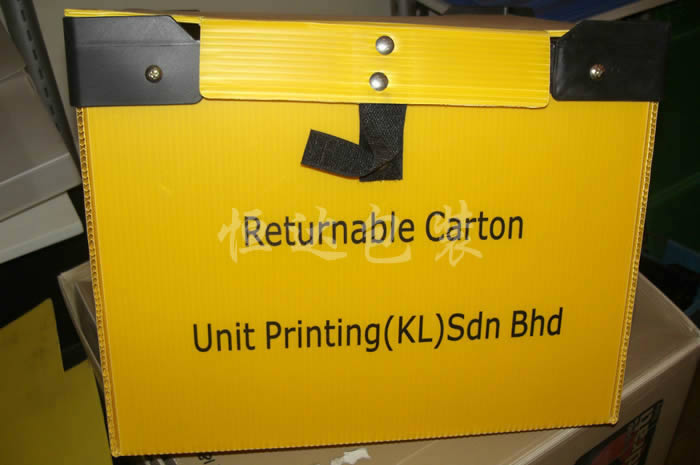 Returnable Carton
恒达包装
Unit Printing(KL)Sdn Bhd